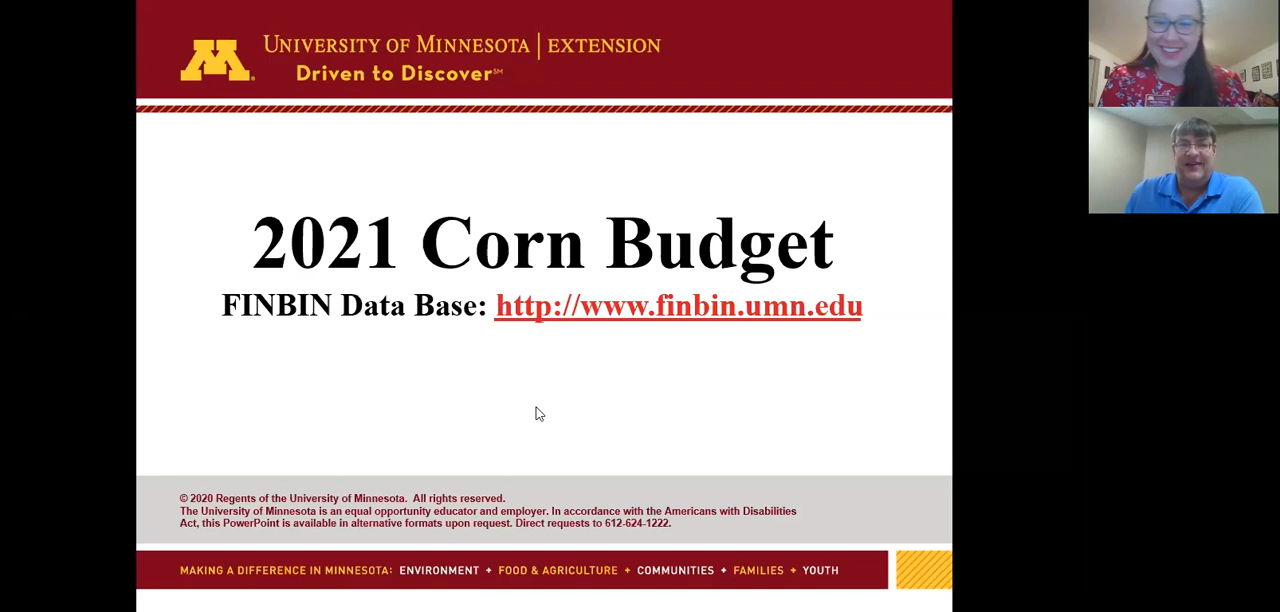 UNIVERSITY OF MINNESOTA | EXTENSION
Driven to Discover℠
2021 Corn Budget
FINBIN Data Base: http://www.finbin.umn.edu
© 2020 Regents of the University of Minnesota. All rights reserved.
The University of Minnesota is an equal opportunity educator and employer. In accordance with the Americans with Disabilities
Act, this PowerPoint is available in alternative formats upon request. Direct requests to 612-624-1222.
MAKING A DIFFERENCE IN MINNESOTA: ENVIRONMENT + FOOD & AGRICULTURE + COMMUNITIES + FAMILIES + YOUTH